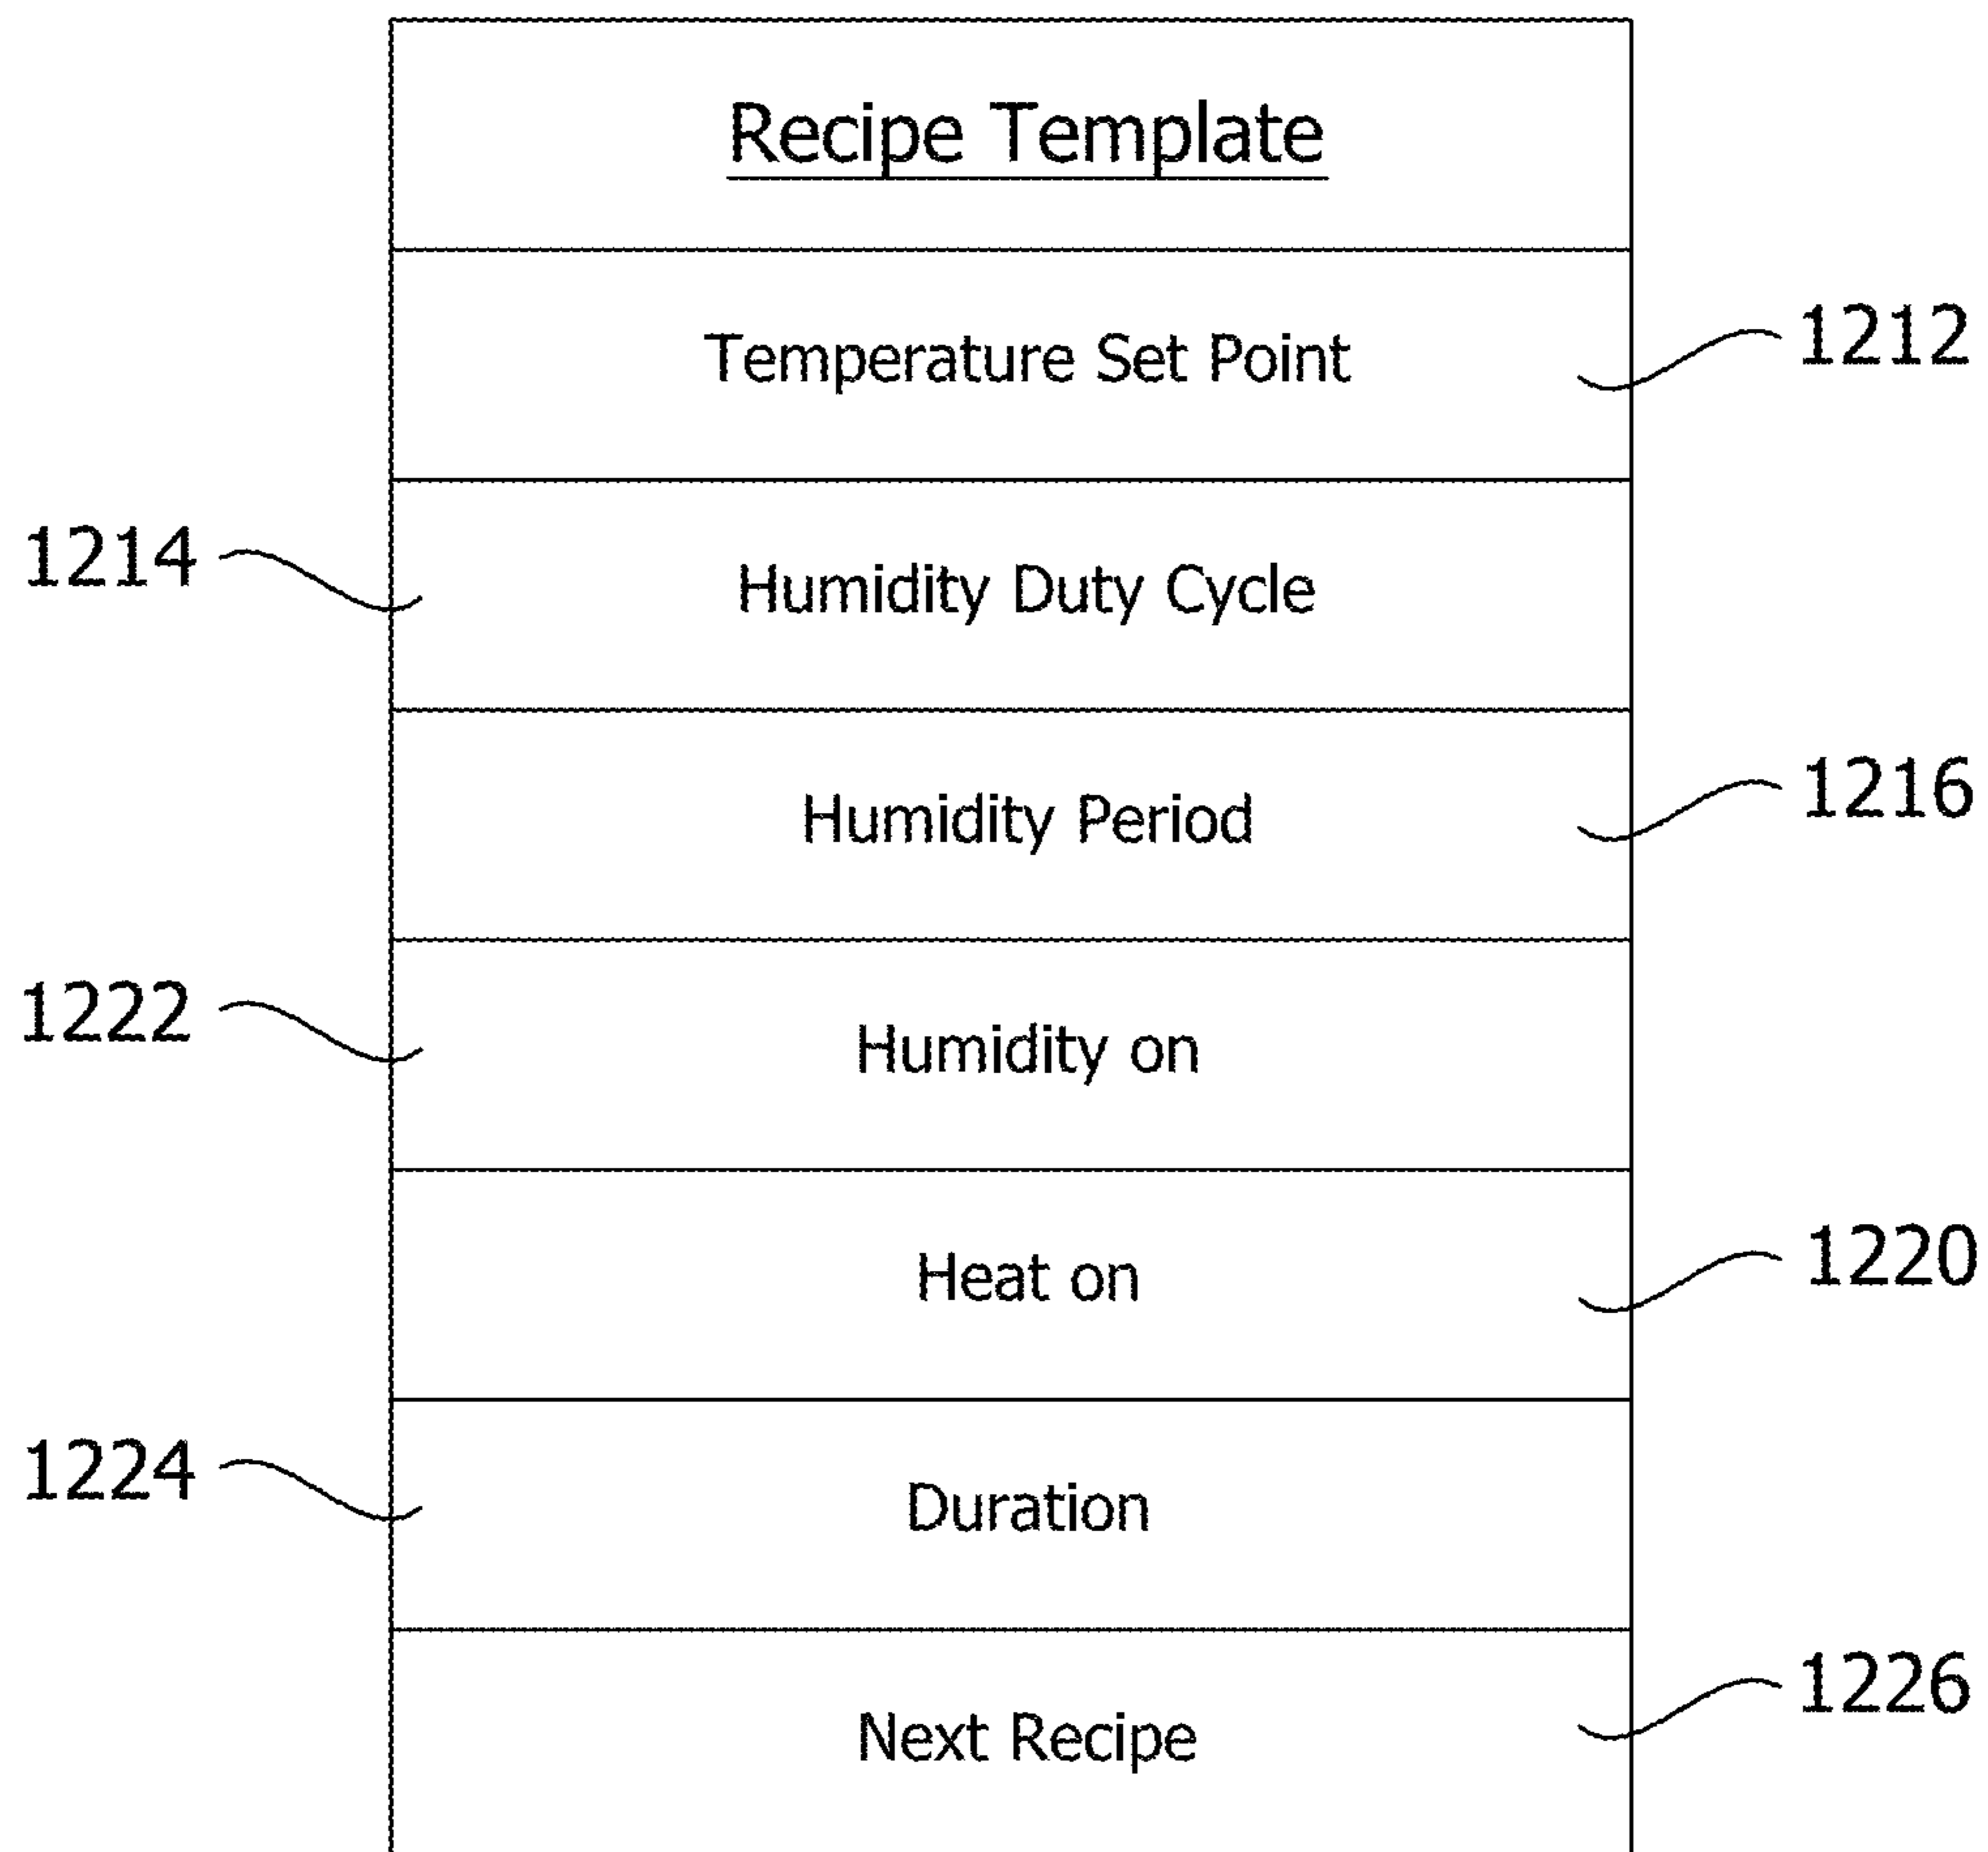 Recipe Template
Temperature Set Point
1212
1214
Humidity Duty Cycle
Humidity Period
1216
1222
Humidity on
Heat on
1220
1224
Duration
Next Recipe
1226